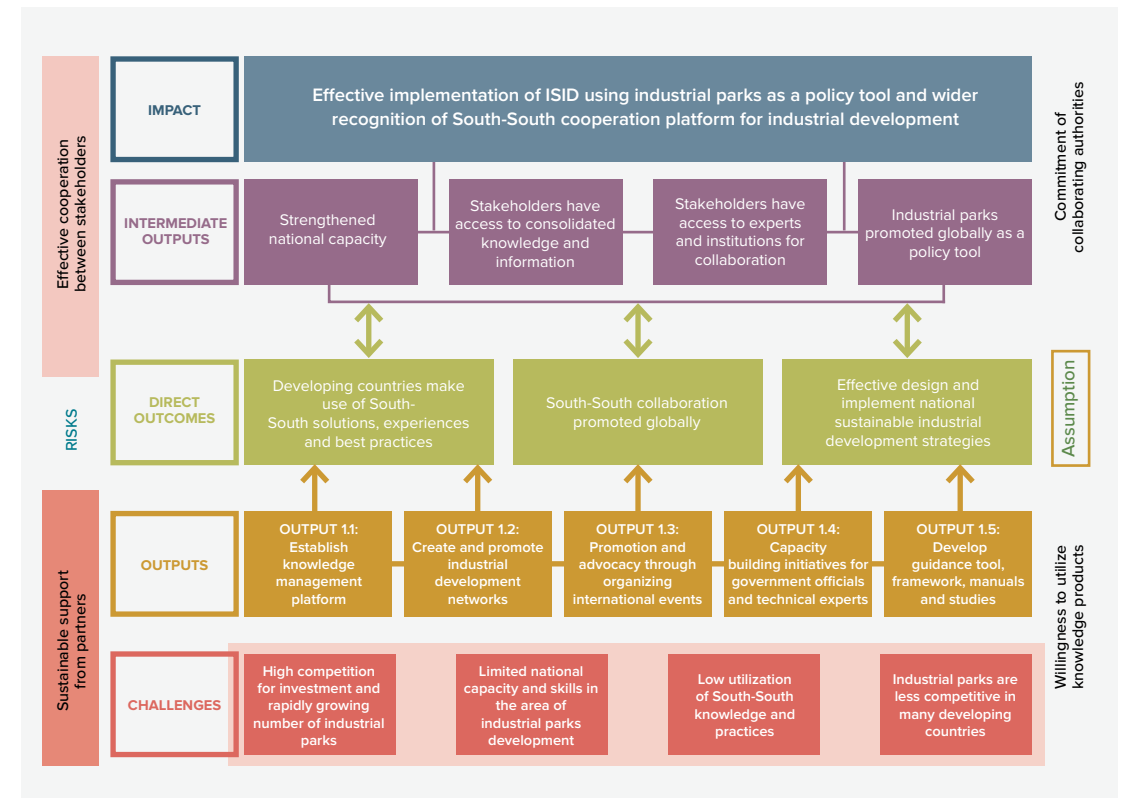 Effective cooperation
between stakeholders
RISKS
Sustainable support
from partners
IMPACT
Effective implementation of ISID using industrial parks as a policy tool and wider
recognition of South-South cooperation platform for industrial development
INTERMEDIATE
OUTPUTS
Strengthened
national capacity
Stakeholders have
access to consolidated
knowledge and
information
Stakeholders have
access to experts
and institutions for
collaboration
Industrial parks
promoted globally as a
policy tool
DIRECT
OUTCOMES
Developing countries make
use of South-
South solutions, experiences
and best practices
South-South collaboration
promoted globally
Effective design and
implement national
sustainable industrial
development strategies
OUTPUTS
OUTPUT 1.1:
Establish
knowledge
management
platform
OUTPUT 1.2:
Create and promote
industrial
development
networks
OUTPUT 1.3:
Promotion and
advocacy through
organizing
international events
OUTPUT 1.4:
Capacity
building initiatives for
government officials
and technical experts
OUTPUT 1.5:
Develop
guidance tool,
framework, manuals
and studies
CHALLENGES
High competition
for investment and
rapidly growing
number of industrial
parks
Limited national
capacity and skills in
the area of
industrial parks
development
Low utilization
of South-South
knowledge and
practices
Industrial parks are
less competitive in
many developing
countries
Commitment of
collaborating authorities
Assumption
Willingness to utilize
knowledge products